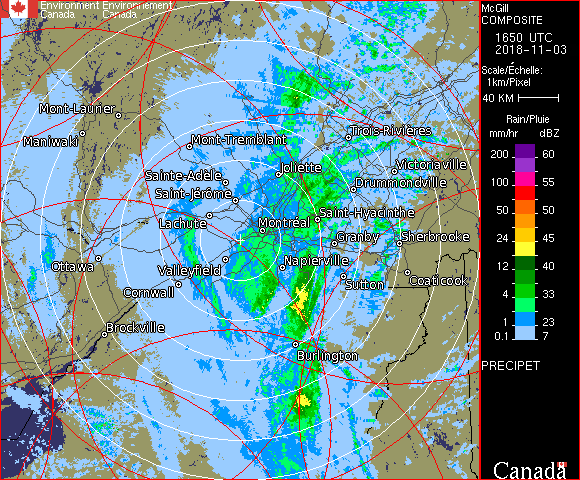 Environment Environnement
Canada Canada
McGill
COMPOSITE
1650 UTC
2018-11-03
Scale/Échelle:
1km/Pixel
40 KM
Rain/Pluie
mm/hr dBZ
200 60
100 55
50 50
24 45
12 40
4 33
1 23
0.1 7
PRECIPET
Canada
Mont-Laurier
Maniwaki
Mont-Tremblant
Trois-Rivières
Joliette
Victoriaville
Sainte-Adèle
Drummondville
Saint-Jérôme
Saint-Hyacinthe
Lachute
Montréal
Granby
Sherbrooke
Ottawa
Napierville
Valleyfield
Coaticook
Sutton
Cornwall
Brockville
Burlington